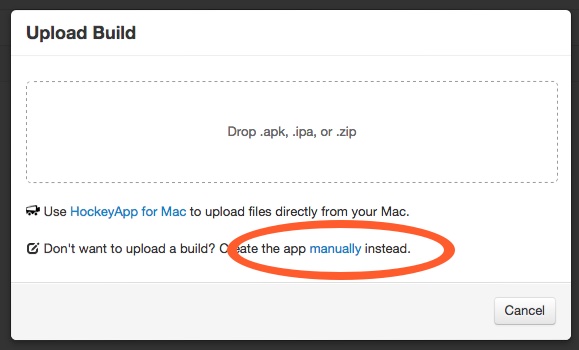 Upload Build
Drop .apk, .ipa, or .zip
Use HockeyApp for Mac to upload files directly from your Mac.
Don't want to upload a build? Create the app manually instead.
Cancel